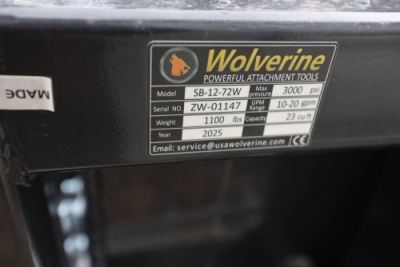 Wolverine
POWERFUL ATTACHMENT TOOLS
Model SB-12-72W Max pressure 3000 psi
Serial NO. ZW-01147 GPM Range 10-20 gpm
Weight 1100 lbs Capacity 23 cu ft
Year 2025
Email: service@usawolverine.com CE
MADE